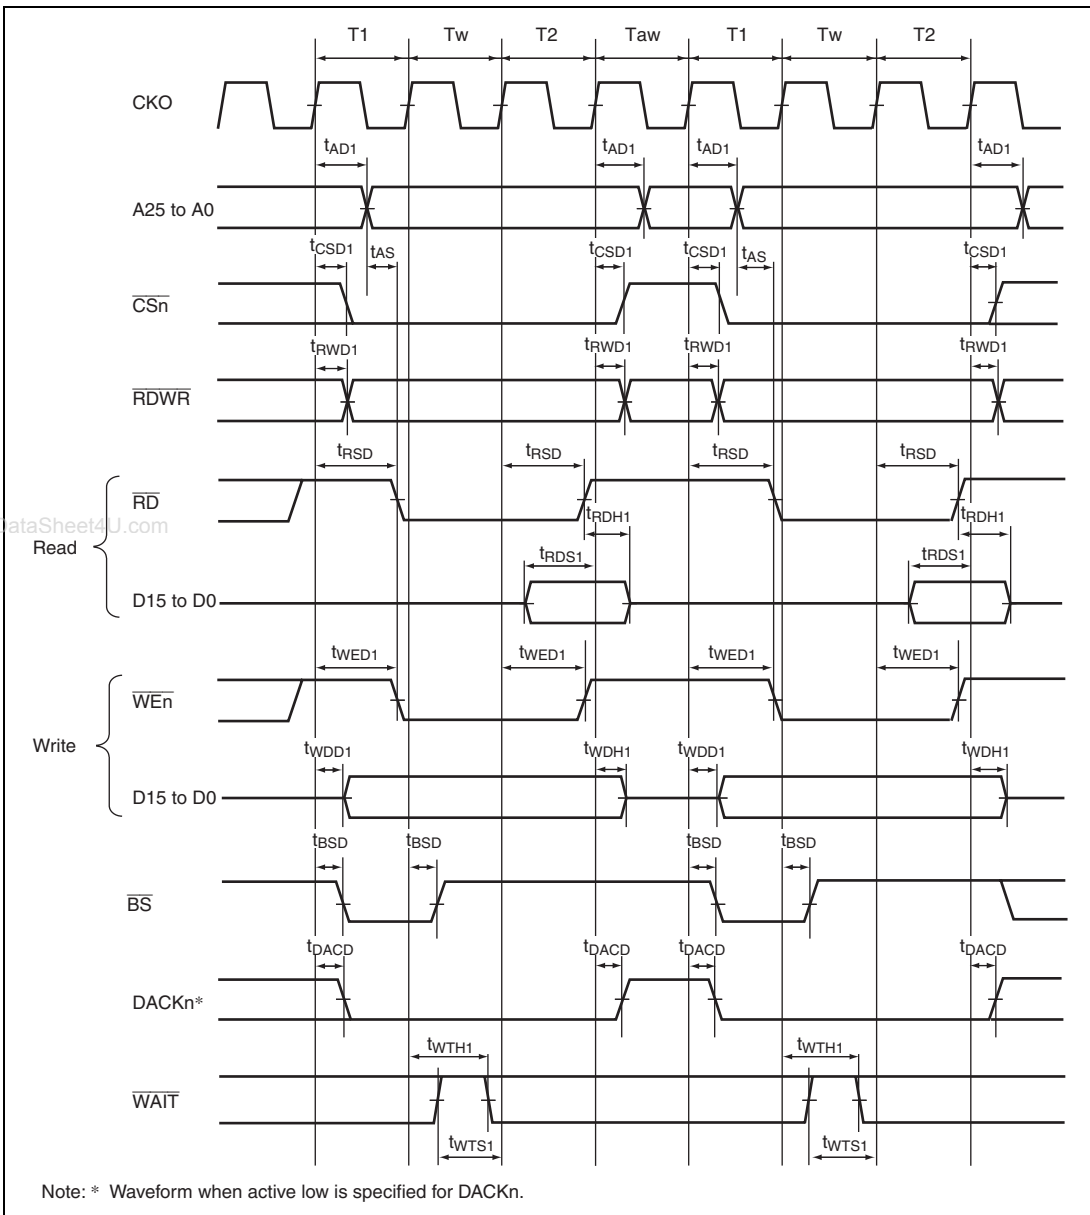 T1 Tw T2 Taw T1 Tw T2
CKO
tAD1 tAD1 tAD1 tAD1
A25 to A0
tCSD1 tAS tCSD1 tCSD1 tAS tCSD1
CSn
tRWD1 tRWD1 tRWD1 tRWD1
RDWR
tRSD tRSD tRSD tRSD
RD
tRDH1 tRDH1
DataSheet4U.com
Read
tRDS1 tRDS1
D15 to D0
tWED1 tWED1 tWED1 tWED1
WEn
Write
tWDD1 tWDH1 tWDD1 tWDH1
D15 to D0
tBSD tBSD tBSD tBSD
BS
tDACD tDACD tDACD tDACD
DACKn*
tWTH1 tWTH1
WAIT
tWTS1 tWTS1
Note: * Waveform when active low is specified for DACKn.